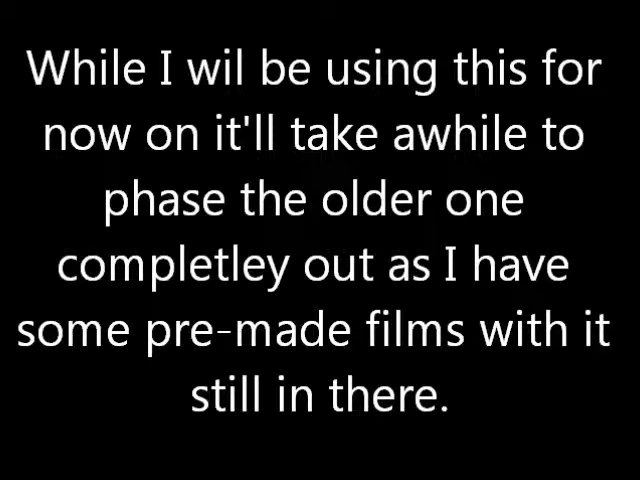 While I wil be using this for
now on it'll take awhile to
phase the older one
completley out as I have
some pre-made films with it
still in there.